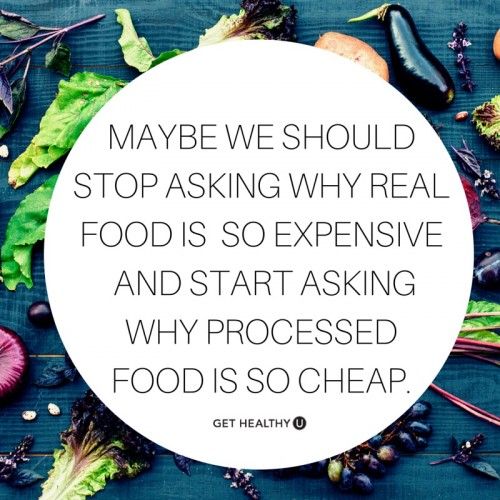 MAYBE WE SHOULD
STOP ASKING WHY REAL
FOOD IS SO EXPENSIVE
AND START ASKING
WHY PROCESSED
FOOD IS SO CHEAP.
GET HEALTHY U